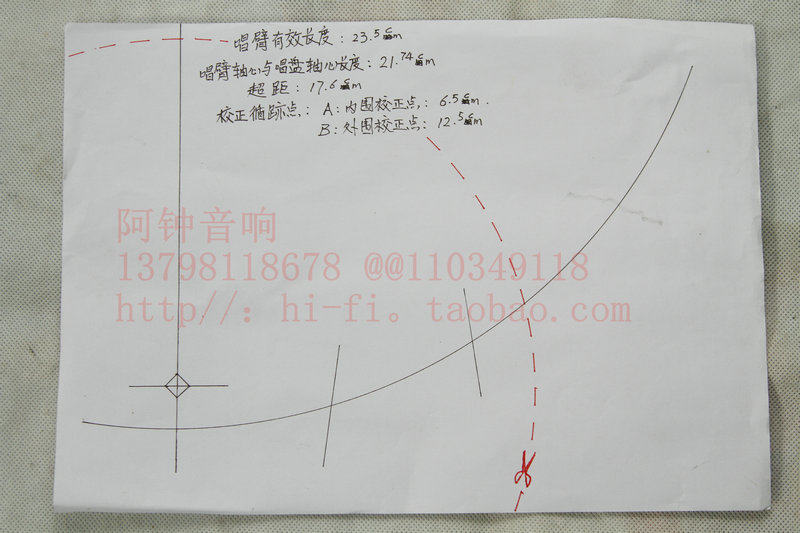 唱臂有效长度：23.5cm
唱臂轴心与唱盘轴心长度：21.74cm
超距：17.6cm
校正循跡点：A：内围校正点：6.5cm.
B：外围校正点：12.5cm
阿钟音响
13798118678 @@110349118
http//：hi-fi。taobao.com